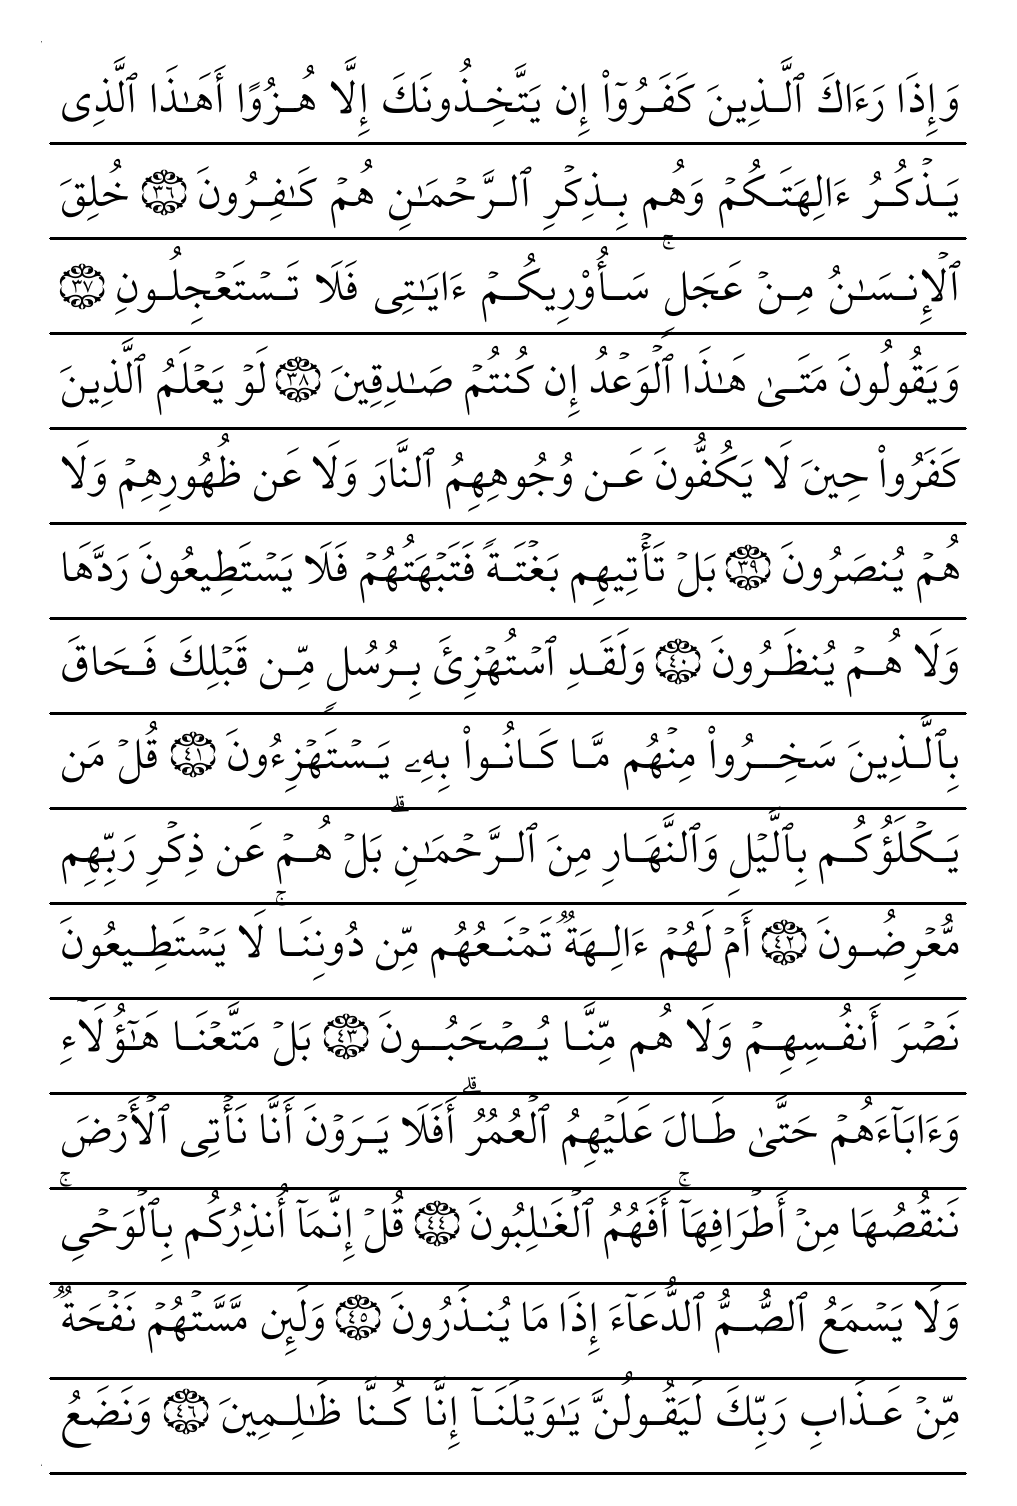 وَإِذَا رَءَاكَ ٱلَّذِينَ كَفَرُوٓا۟ إِن يَتَّخِذُونَكَ إِلَّا هُزُوًا أَهَـٰذَا ٱلَّذِى
يَذْكُرُ ءَالِهَتَكُمْ وَهُم بِذِكْرِ ٱلرَّحْمَـٰنِ هُمْ كَـٰفِرُونَ ٣٦ خُلِقَ
ٱلْإِنسَـٰنُ مِنْ عَجَلٍ ۚ سَأُو۟رِيكُمْ ءَايَـٰتِى فَلَا تَسْتَعْجِلُونِ ٣٧
وَيَقُولُونَ مَتَىٰ هَـٰذَا ٱلْوَعْدُ إِن كُنتُمْ صَـٰدِقِينَ ٣٨ لَوْ يَعْلَمُ ٱلَّذِينَ
كَفَرُوا۟ حِينَ لَا يَكُفُّونَ عَن وُجُوهِهِمُ ٱلنَّارَ وَلَا عَن ظُهُورِهِمْ وَلَا
هُمْ يُنصَرُونَ ٣٩ بَلْ تَأْتِيهِم بَغْتَةً فَتَبْهَتُهُمْ فَلَا يَسْتَطِيعُونَ رَدَّهَا
وَلَا هُمْ يُنظَرُونَ ٤٠ وَلَقَدِ ٱسْتُهْزِئَ بِرُسُلٍ مِّن قَبْلِكَ فَحَاقَ
بِٱلَّذِينَ سَخِرُوا۟ مِنْهُم مَّا كَانُوا۟ بِهِۦ يَسْتَهْزِءُونَ ٤١ قُلْ مَن
يَكْلَؤُكُم بِٱلَّيْلِ وَٱلنَّهَارِ مِنَ ٱلرَّحْمَـٰنِ ۗ بَلْ هُمْ عَن ذِكْرِ رَبِّهِم
مُّعْرِضُونَ ٤٢ أَمْ لَهُمْ ءَالِهَةٌ تَمْنَعُهُم مِّن دُونِنَا ۚ لَا يَسْتَطِيعُونَ
نَصْرَ أَنفُسِهِمْ وَلَا هُم مِّنَّا يُصْحَبُونَ ٤٣ بَلْ مَتَّعْنَا هَـٰٓؤُلَآءِ
وَءَابَآءَهُمْ حَتَّىٰ طَالَ عَلَيْهِمُ ٱلْعُمُرُ ۗ أَفَلَا يَرَوْنَ أَنَّا نَأْتِى ٱلْأَرْضَ
نَنقُصُهَا مِنْ أَطْرَافِهَآ ۚ أَفَهُمُ ٱلْغَـٰلِبُونَ ٤٤ قُلْ إِنَّمَآ أُنذِرُكُم بِٱلْوَحْىِ ۚ
وَلَا يَسْمَعُ ٱلصُّمُّ ٱلدُّعَآءَ إِذَا مَا يُنذَرُونَ ٤٥ وَلَئِن مَّسَّتْهُمْ نَفْحَةٌ
مِّنْ عَذَابِ رَبِّكَ لَيَقُولُنَّ يَـٰوَيْلَنَآ إِنَّا كُنَّا ظَـٰلِمِينَ ٤٦ وَنَضَعُ